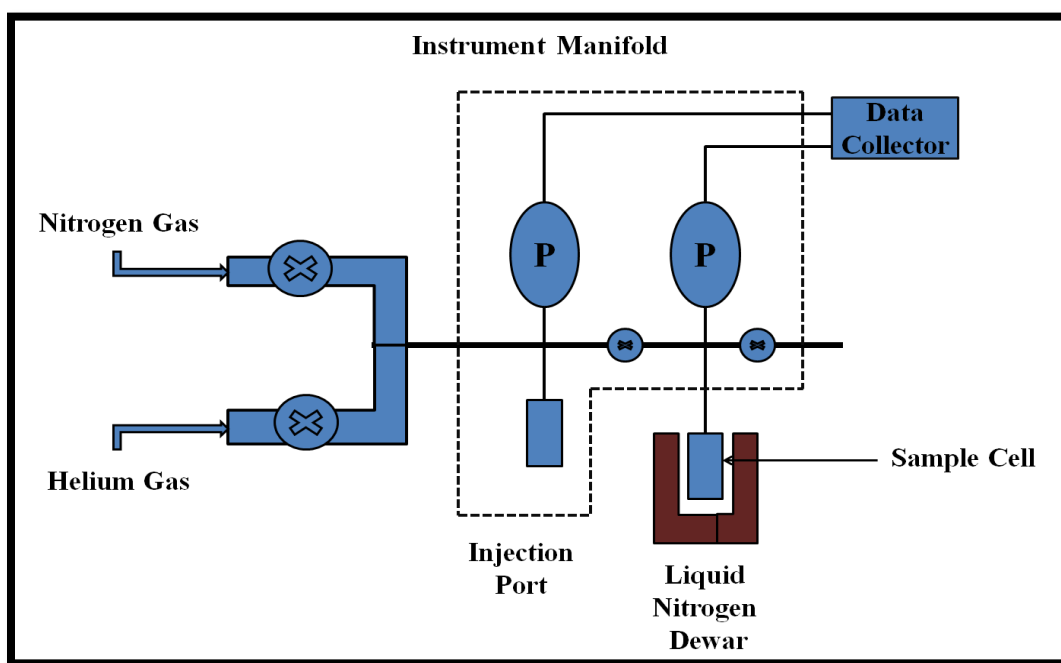 Instrument Manifold
Data
Collector
Nitrogen Gas
P
P
Helium Gas
Sample Cell
Injection
Port
Liquid
Nitrogen
Dewar